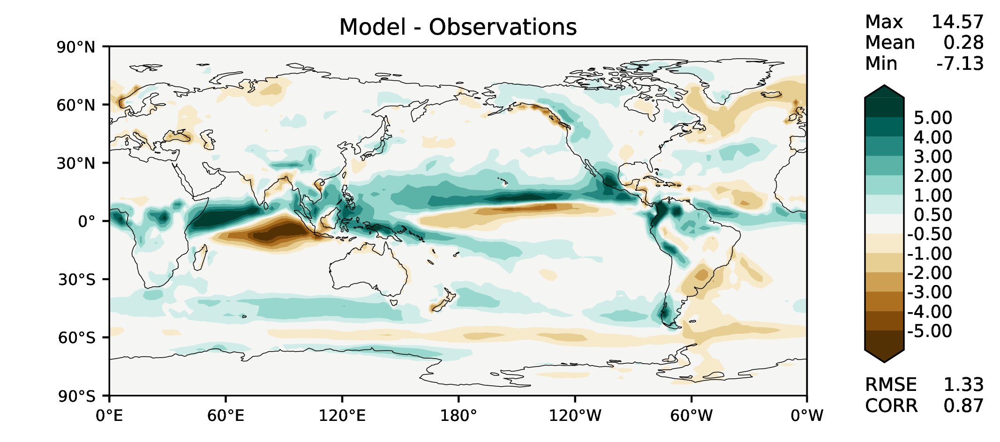 Model - Observations
Max 14.57
Mean 0.28
Min -7.13
90°N
60°N
30°N
0°
30°S
60°S
90°S
0°E 60°E 120°E 180° 120°W 60°W 0°W
5.00
4.00
3.00
2.00
1.00
0.50
-0.50
-1.00
-2.00
-3.00
-4.00
-5.00
RMSE 1.33
CORR 0.87